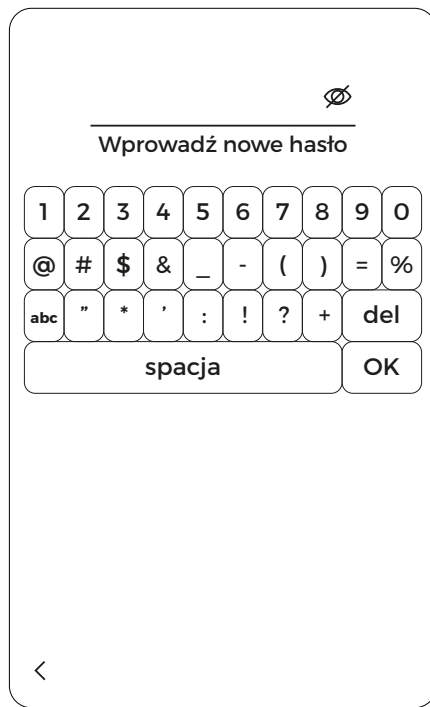 Wprowadź nowe hasło
1 2 3 4 5 6 7 8 9 0
@ # $ & _ - ( ) = %
abc ” * ’ : ! ? + del
spacja OK
<